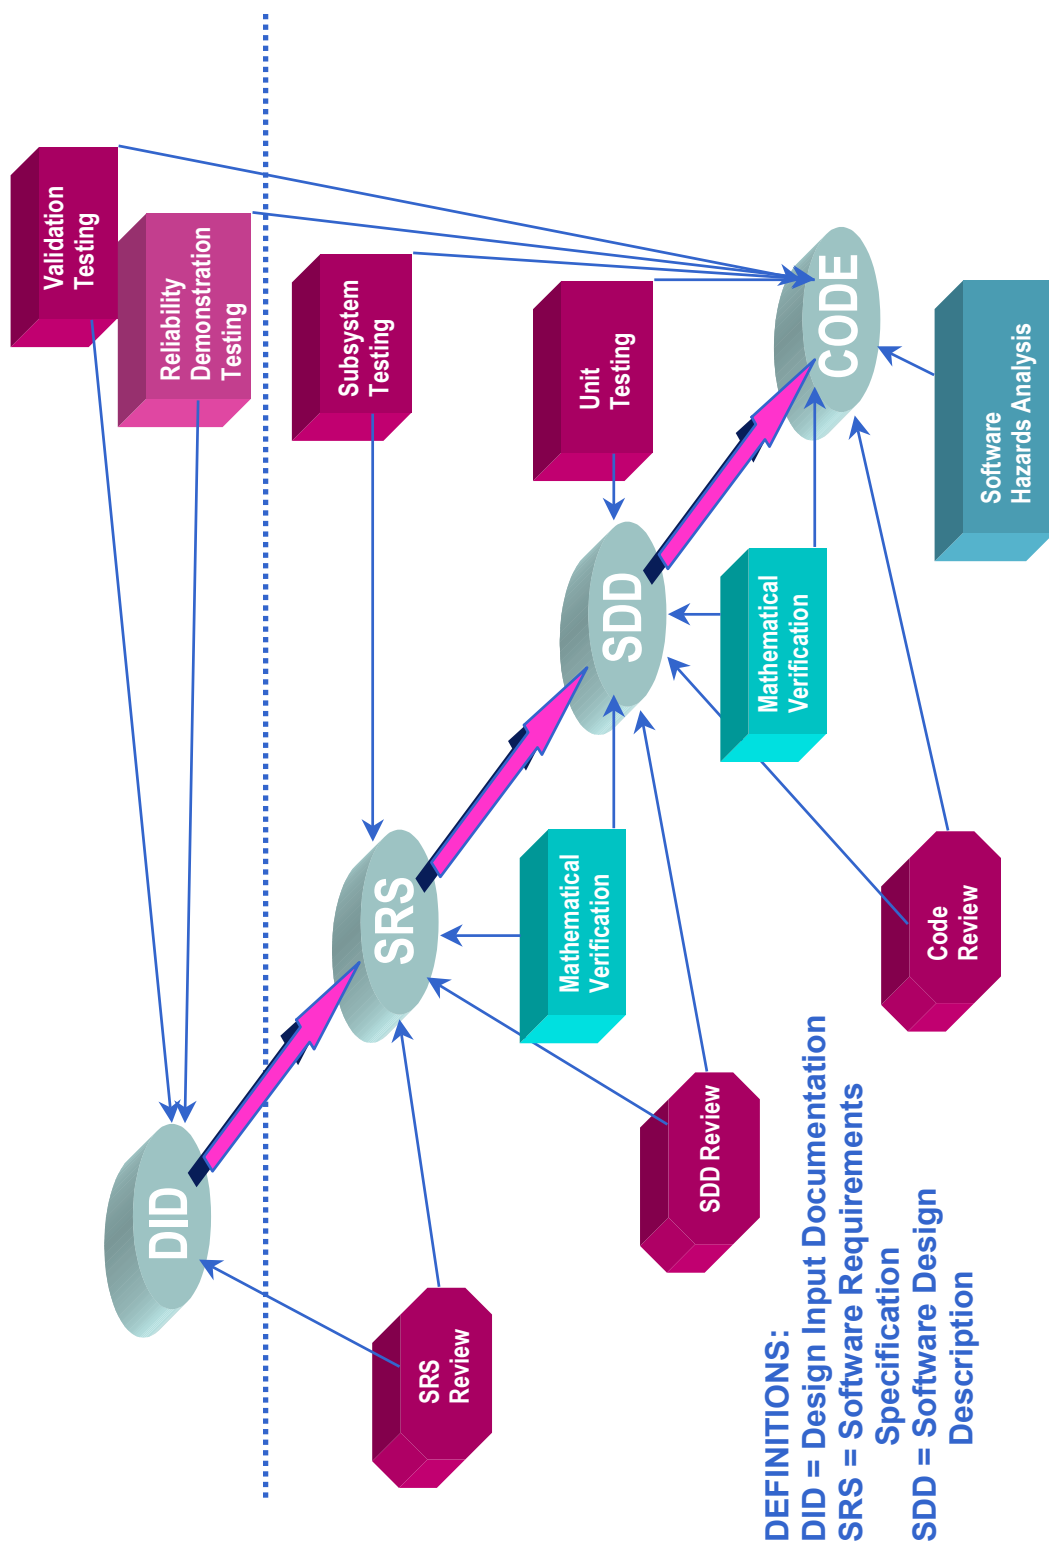 Validation
Testing
Reliability
Demonstration
Testing
Subsystem
Testing
Unit
Testing
DID
SRS
SDD
CODE
SRS
Review
SDD Review
Mathematical
Verification
Mathematical
Verification
Code
Review
Software
Hazards Analysis
DEFINITIONS:
DID = Design Input Documentation
SRS = Software Requirements
Specification
SDD = Software Design
Description